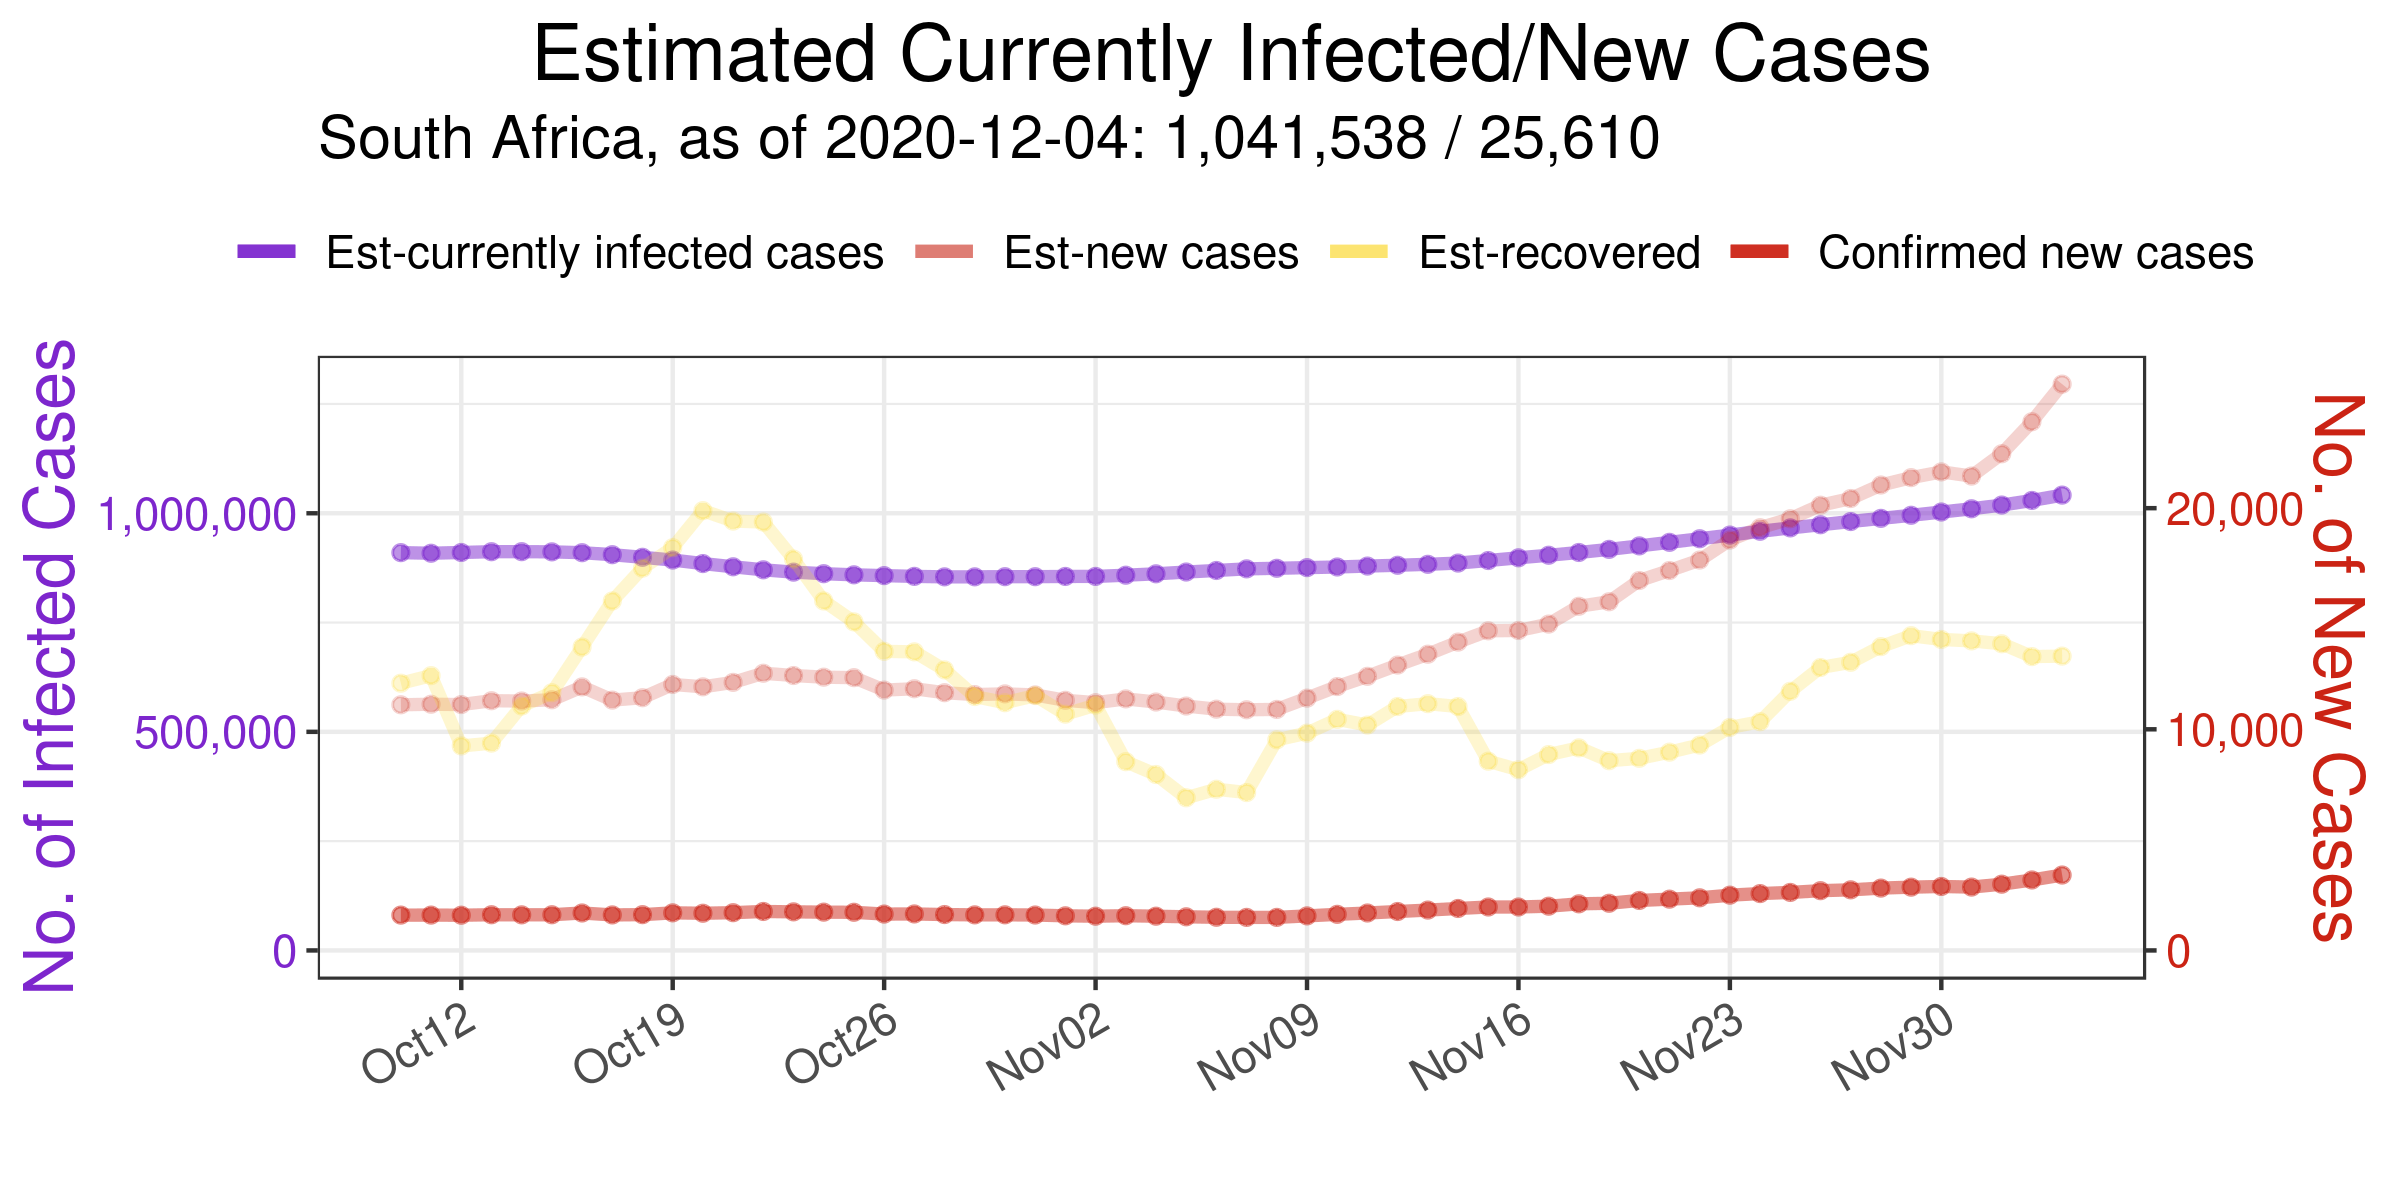 Estimated Currently Infected/New Cases
South Africa, as of 2020-12-04: 1,041,538 / 25,610
Est-currently infected cases Est-new cases Est-recovered Confirmed new cases
No. of Infected Cases
1,000,000
500,000
0
No. of New Cases
20,000
10,000
0
Oct12 Oct19 Oct26 Nov02 Nov09 Nov16 Nov23 Nov30